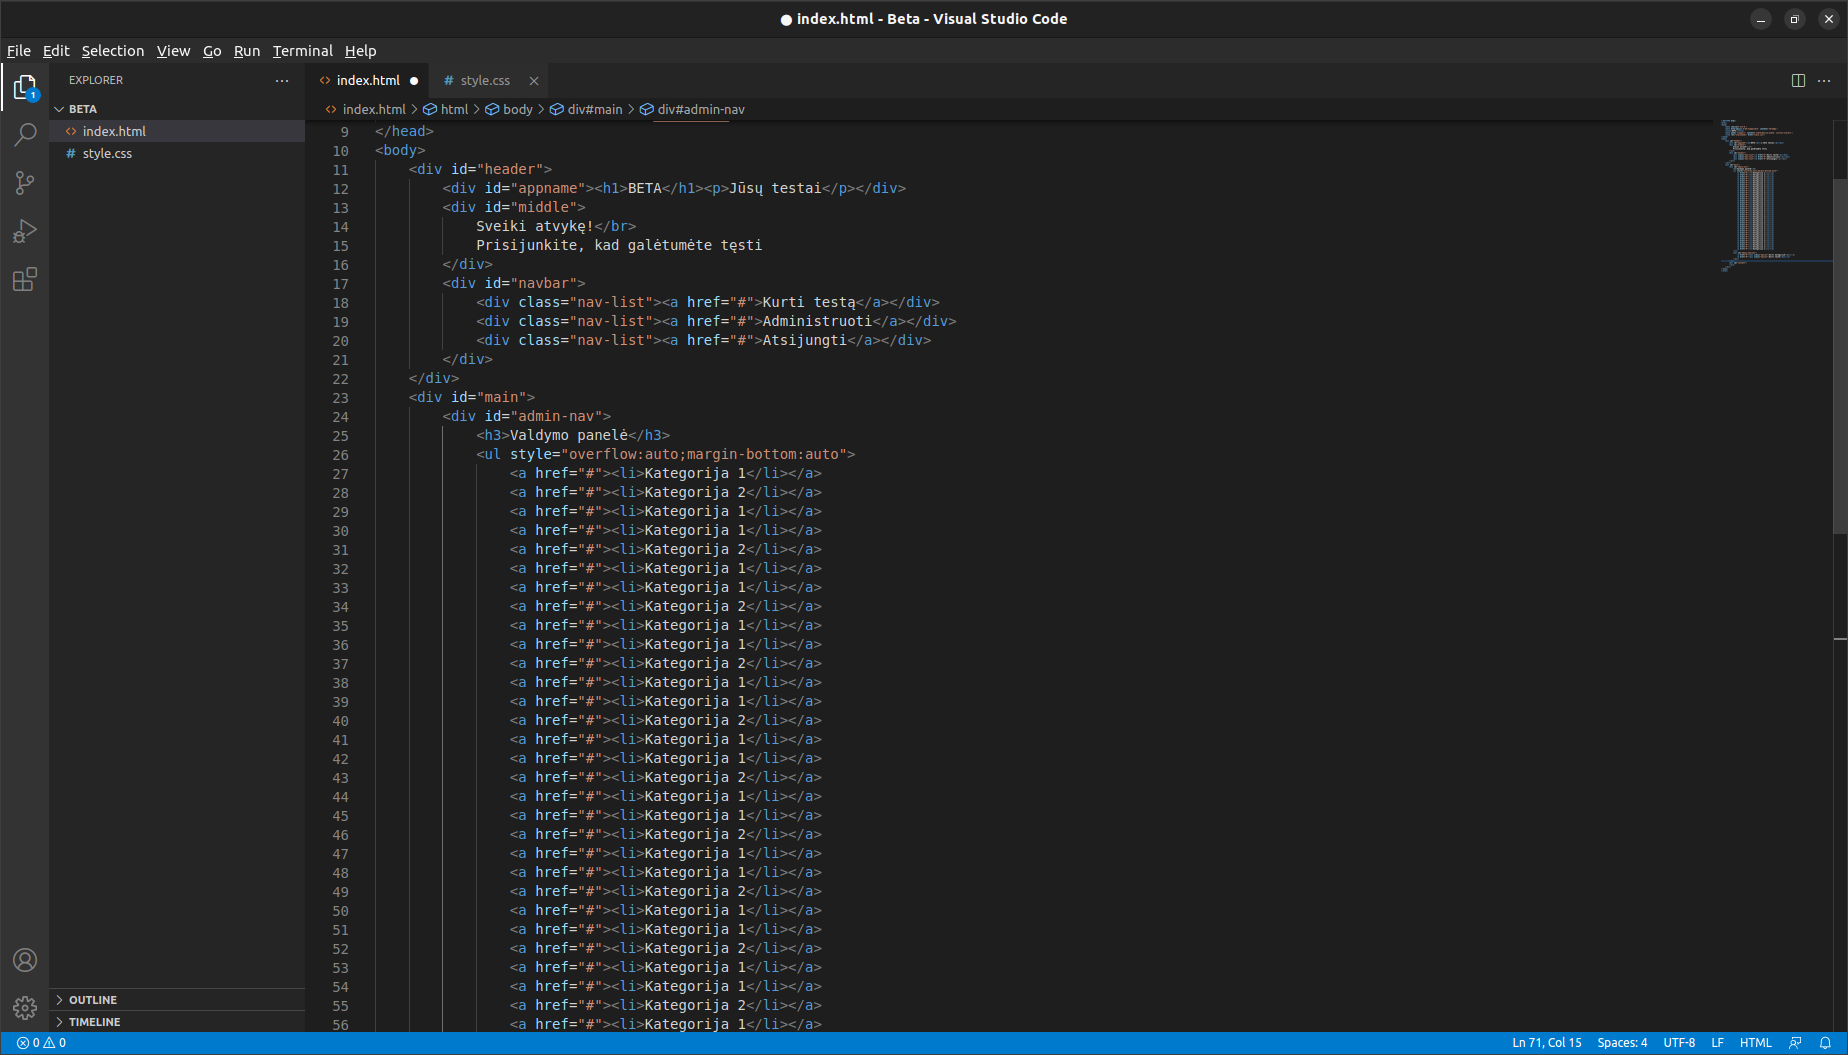 ● index.html - Beta - Visual Studio Code
File Edit Selection View Go Run Terminal Help
EXPLORER
index.html ●
# style.css
1
BETA
index.html > html > body > div#main > div#admin-nav
index.html
# style.css
9 </head>
10 <body>
11 <div id="header">
12 <div id="appname"><h1>BETA</h1><p>Jūsų testai</p></div>
13 <div id="middle">
14 Sveiki atvykę!</br>
15 Prisijunkite, kad galėtumėte tęsti
16 </div>
17 <div id="navbar">
18 <div class="nav-list"><a href="#">Kurti testą</a></div>
19 <div class="nav-list"><a href="#">Administruoti</a></div>
20 <div class="nav-list"><a href="#">Atsijungti</a></div>
21 </div>
22 </div>
23 <div id="main">
24 <div id="admin-nav">
25 <h3>Valdymo panelė</h3>
26 <ul style="overflow:auto;margin-bottom:auto">
27 <a href="#"><li>Kategorija 1</li></a>
28 <a href="#"><li>Kategorija 2</li></a>
29 <a href="#"><li>Kategorija 1</li></a>
30 <a href="#"><li>Kategorija 1</li></a>
31 <a href="#"><li>Kategorija 2</li></a>
32 <a href="#"><li>Kategorija 1</li></a>
33 <a href="#"><li>Kategorija 1</li></a>
34 <a href="#"><li>Kategorija 2</li></a>
35 <a href="#"><li>Kategorija 1</li></a>
36 <a href="#"><li>Kategorija 1</li></a>
37 <a href="#"><li>Kategorija 2</li></a>
38 <a href="#"><li>Kategorija 1</li></a>
39 <a href="#"><li>Kategorija 1</li></a>
40 <a href="#"><li>Kategorija 2</li></a>
41 <a href="#"><li>Kategorija 1</li></a>
42 <a href="#"><li>Kategorija 1</li></a>
43 <a href="#"><li>Kategorija 2</li></a>
44 <a href="#"><li>Kategorija 1</li></a>
45 <a href="#"><li>Kategorija 1</li></a>
46 <a href="#"><li>Kategorija 2</li></a>
47 <a href="#"><li>Kategorija 1</li></a>
48 <a href="#"><li>Kategorija 1</li></a>
49 <a href="#"><li>Kategorija 2</li></a>
50 <a href="#"><li>Kategorija 1</li></a>
51 <a href="#"><li>Kategorija 1</li></a>
52 <a href="#"><li>Kategorija 2</li></a>
53 <a href="#"><li>Kategorija 1</li></a>
54 <a href="#"><li>Kategorija 1</li></a>
55 <a href="#"><li>Kategorija 2</li></a>
56 <a href="#"><li>Kategorija 1</li></a>
OUTLINE
TIMELINE
0 0
Ln 71, Col 15 Spaces: 4 UTF-8 LF HTML